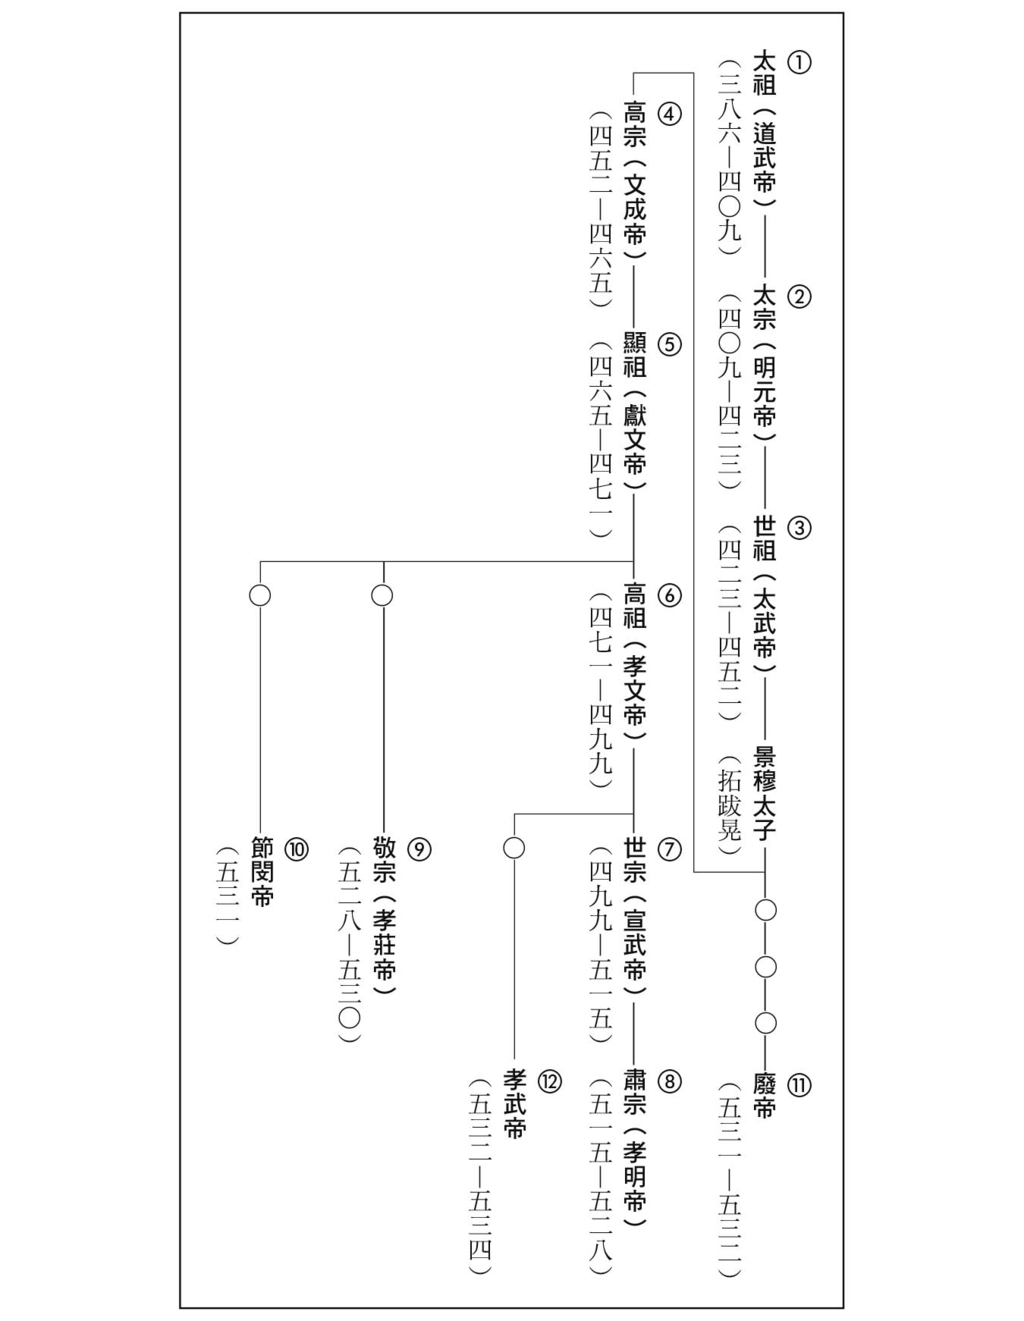 ①
太祖（道武帝）
（三八六—四〇九）
②
太宗（明元帝）
（四〇九—四二三）
③
世祖（太武帝）
（四二三—四五二）
景穆太子
（拓跋晃）
⑪
廢帝
（五三一—五三二）
④
高宗（文成帝）
（四五二—四六五）
⑤
顯祖（獻文帝）
（四六五—四七一）
⑥
高祖（孝文帝）
（四七一—四九九）
⑦
世宗（宣武帝）
（四九九—五一五）
⑧
肅宗（孝明帝）
（五一五—五二八）
⑫
孝武帝
（五三二—五三四）
⑨
敬宗（孝莊帝）
（五二八—五三〇）
⑩
節閔帝
（五三一）